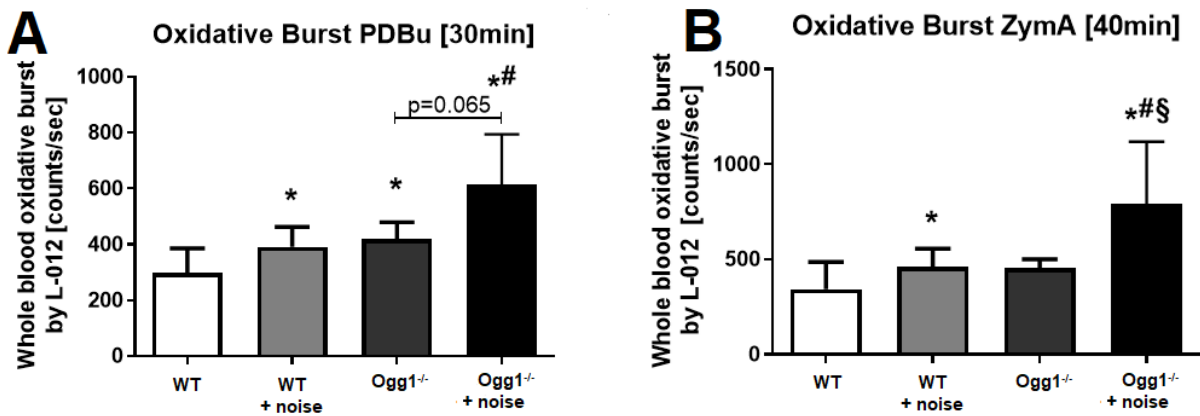 A
Oxidative Burst PDBu [30min]
Whole blood oxidative burst
by L-012 [counts/sec]
1000
800
600
400
200
0
*
*
p=0.065
*#
WT
WT
+ noise
Ogg1-/-
Ogg1-/-
+ noise
B
Oxidative Burst ZymA [40min]
Whole blood oxidative burst
by L-012 [counts/sec]
1500
1000
500
0
*
*#§
WT
WT
+ noise
Ogg1-/-
Ogg1-/-
+ noise